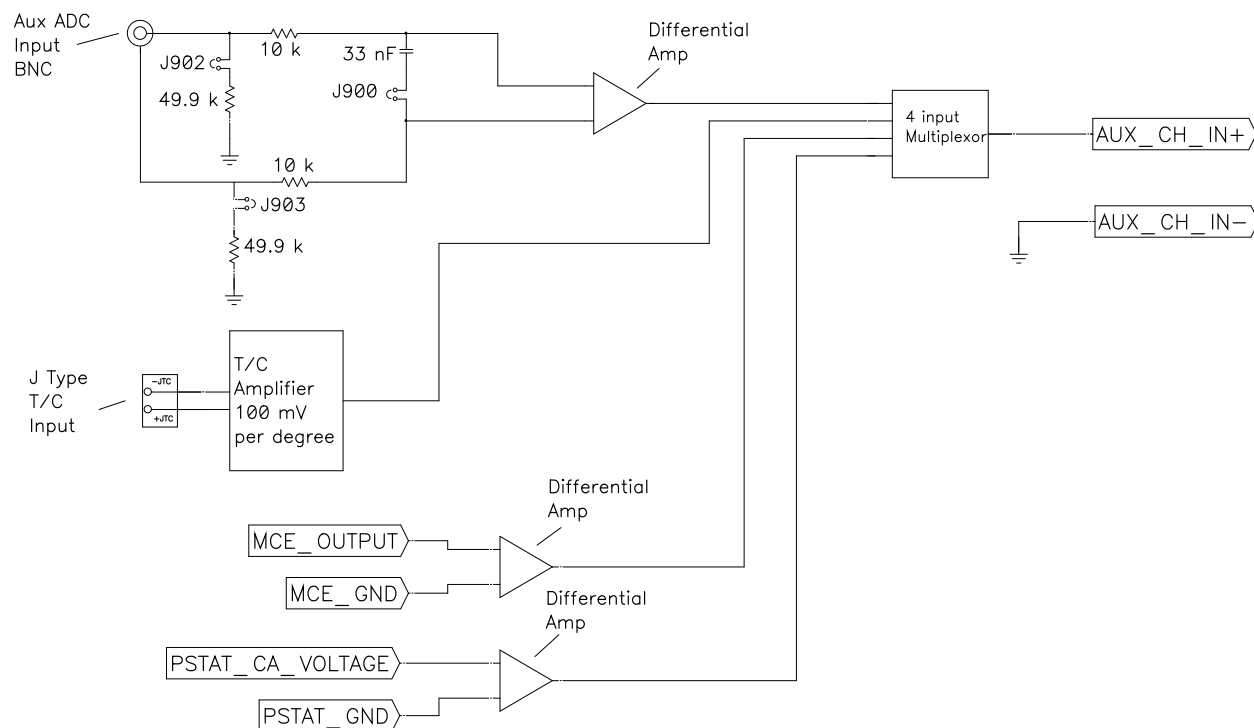 Aux ADC
Input
BNC
10 k
J902
49.9 k
33 nF
J900
10 k
J903
49.9 k
Differential
Amp
4 input
Multiplexor
AUX_CH_IN+
AUX_CH_IN-
J Type
T/C
Input
-JTC
+JTC
T/C
Amplifier
100 mV
per degree
Differential
Amp
MCE_OUTPUT
MCE_GND
Differential
Amp
PSTAT_CA_VOLTAGE
PSTAT_GND